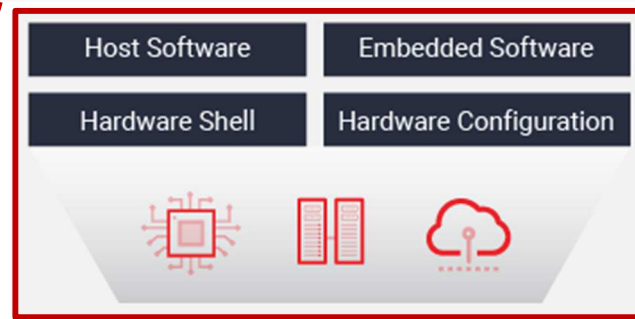 Host Software
Embedded Software
Hardware Shell
Hardware Configuration